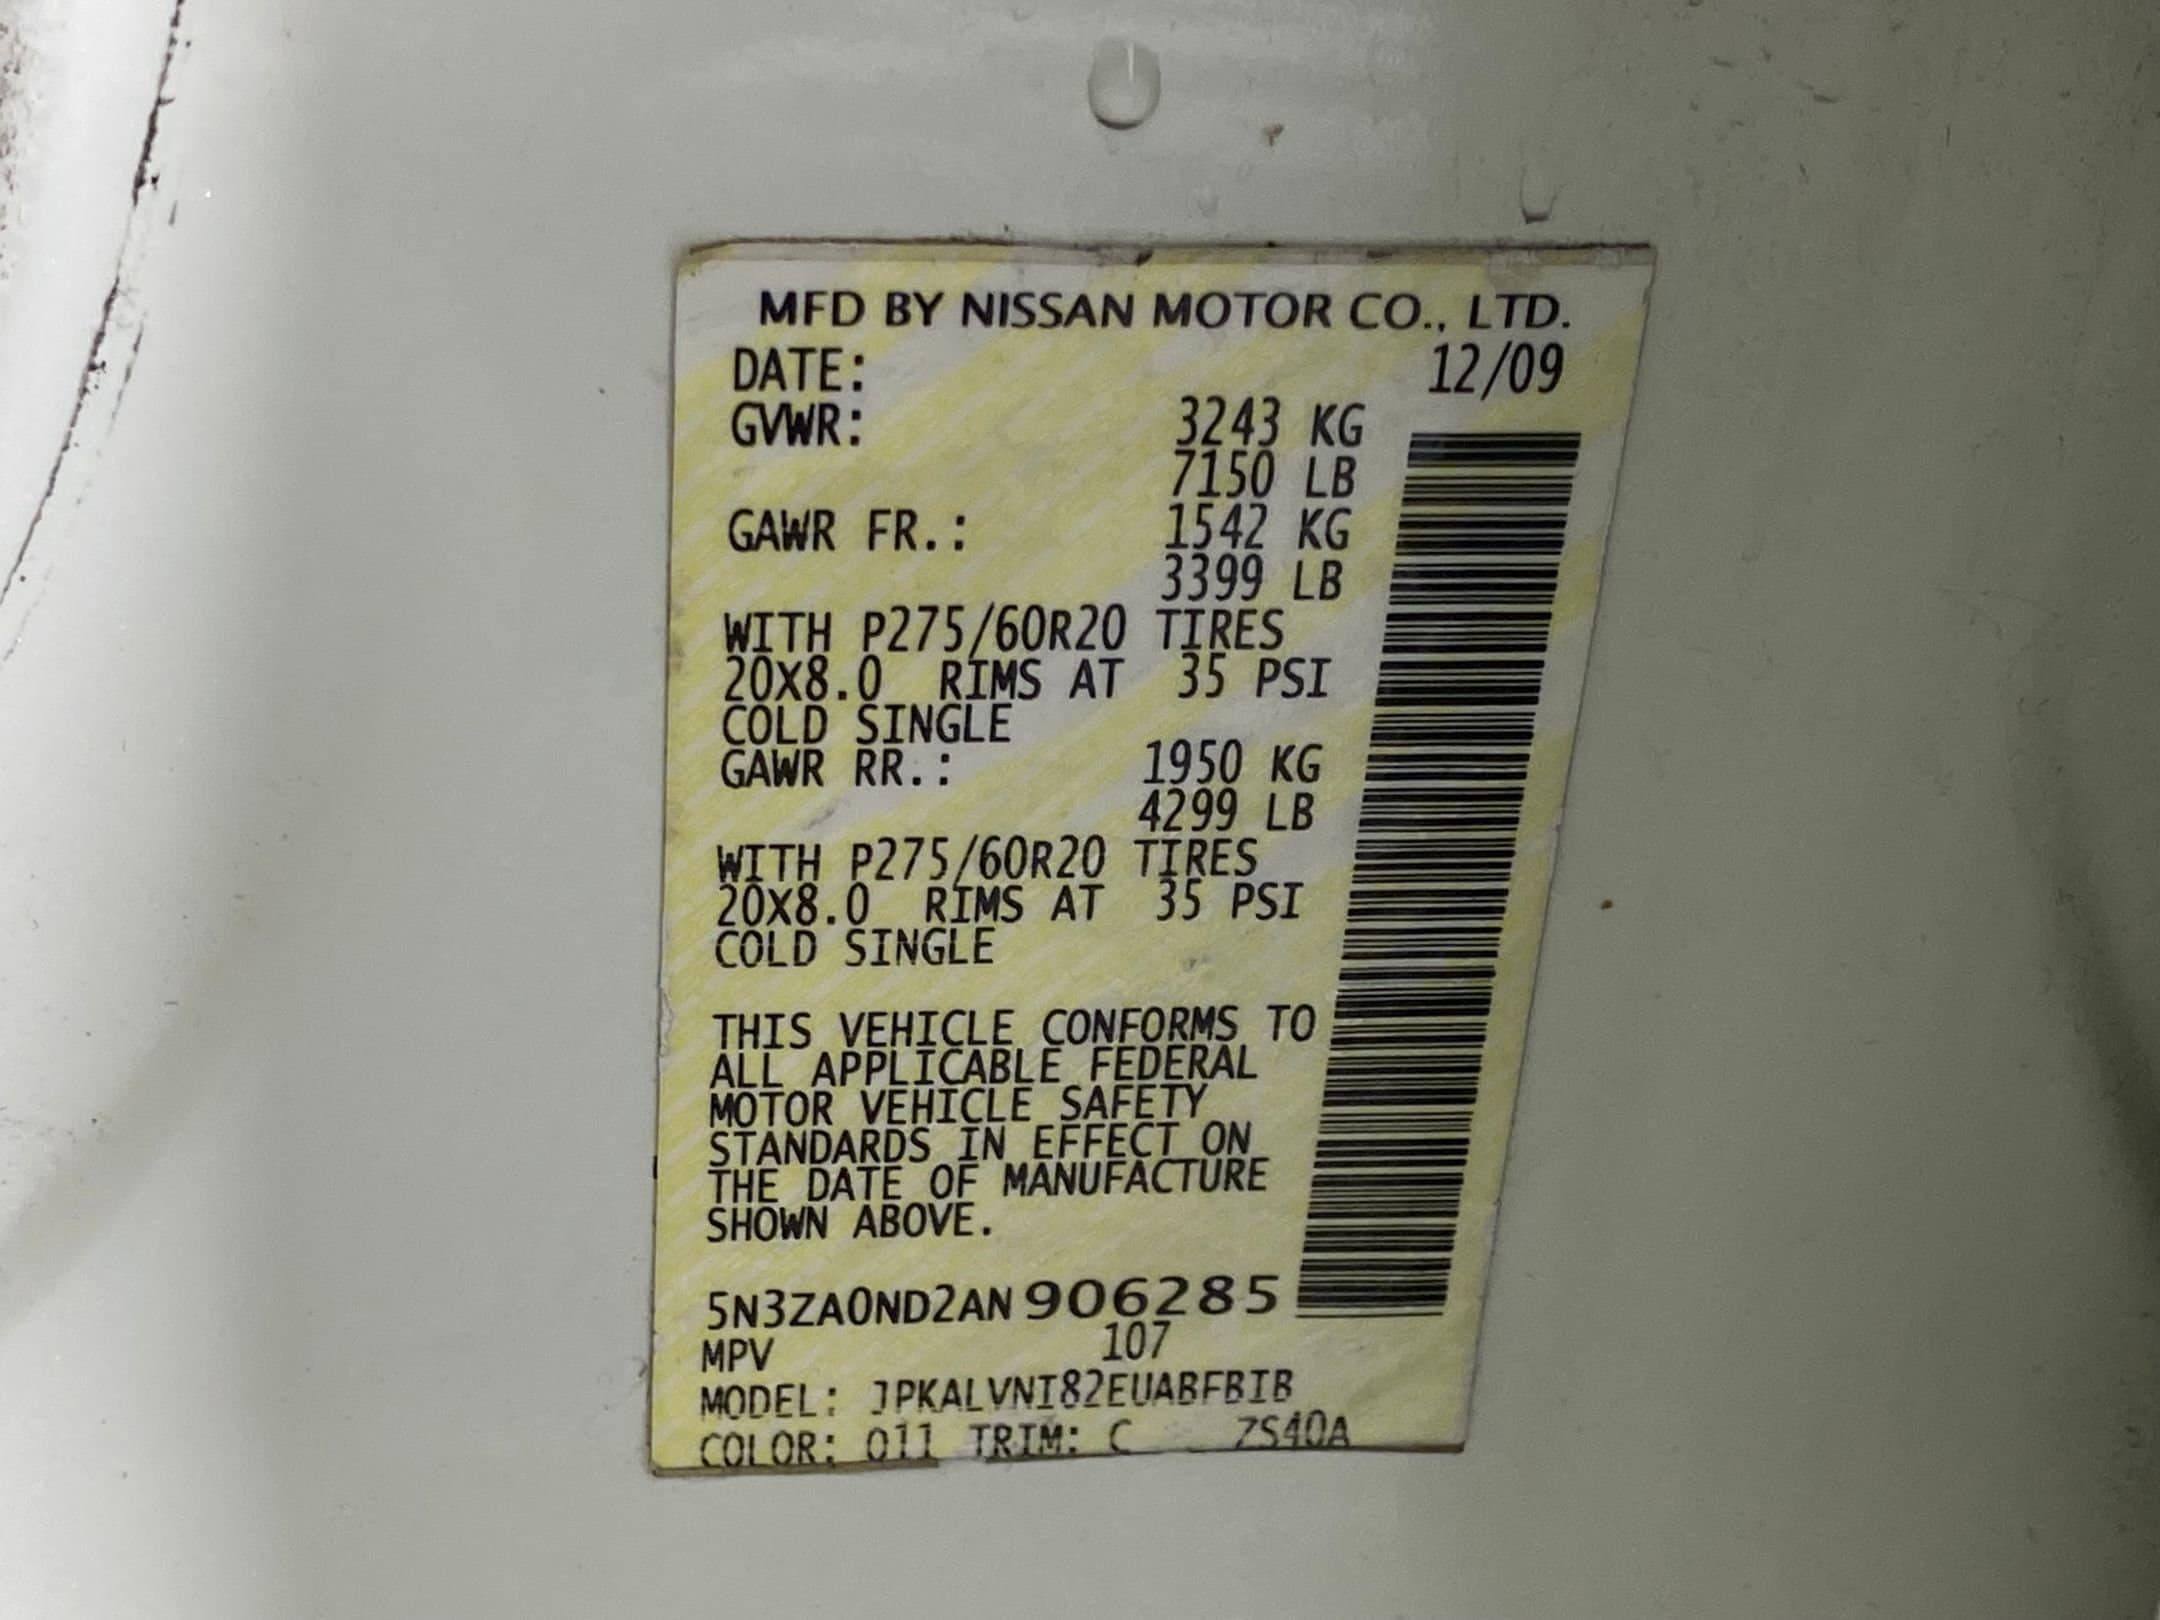 MFD BY NISSAN MOTOR CO., LTD.
DATE: 12/09
GVWR: 3243 KG
7150 LB
GAWR FR.: 1542 KG
3399 LB
WITH P275/60R20 TIRES
20X8.0 RIMS AT 35 PSI
COLD SINGLE
GAWR RR.: 1950 KG
4299 LB
WITH P275/60R20 TIRES
20X8.0 RIMS AT 35 PSI
COLD SINGLE
THIS VEHICLE CONFORMS TO
ALL APPLICABLE FEDERAL
MOTOR VEHICLE SAFETY
STANDARDS IN EFFECT ON
THE DATE OF MANUFACTURE
SHOWN ABOVE.
5N3ZA0ND2AN906285
MPV 107
MODEL: JPKALVNI82EUABFBIB
COLOR: Q11 TRIM: C ZS40A